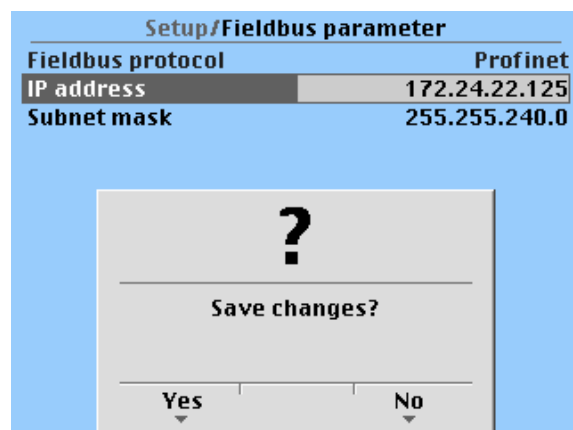 Setup/Fieldbus parameter
Fieldbus protocol Profinet
IP address 172.24.22.125
Subnet mask 255.255.240.0
?
Save changes?
Yes No